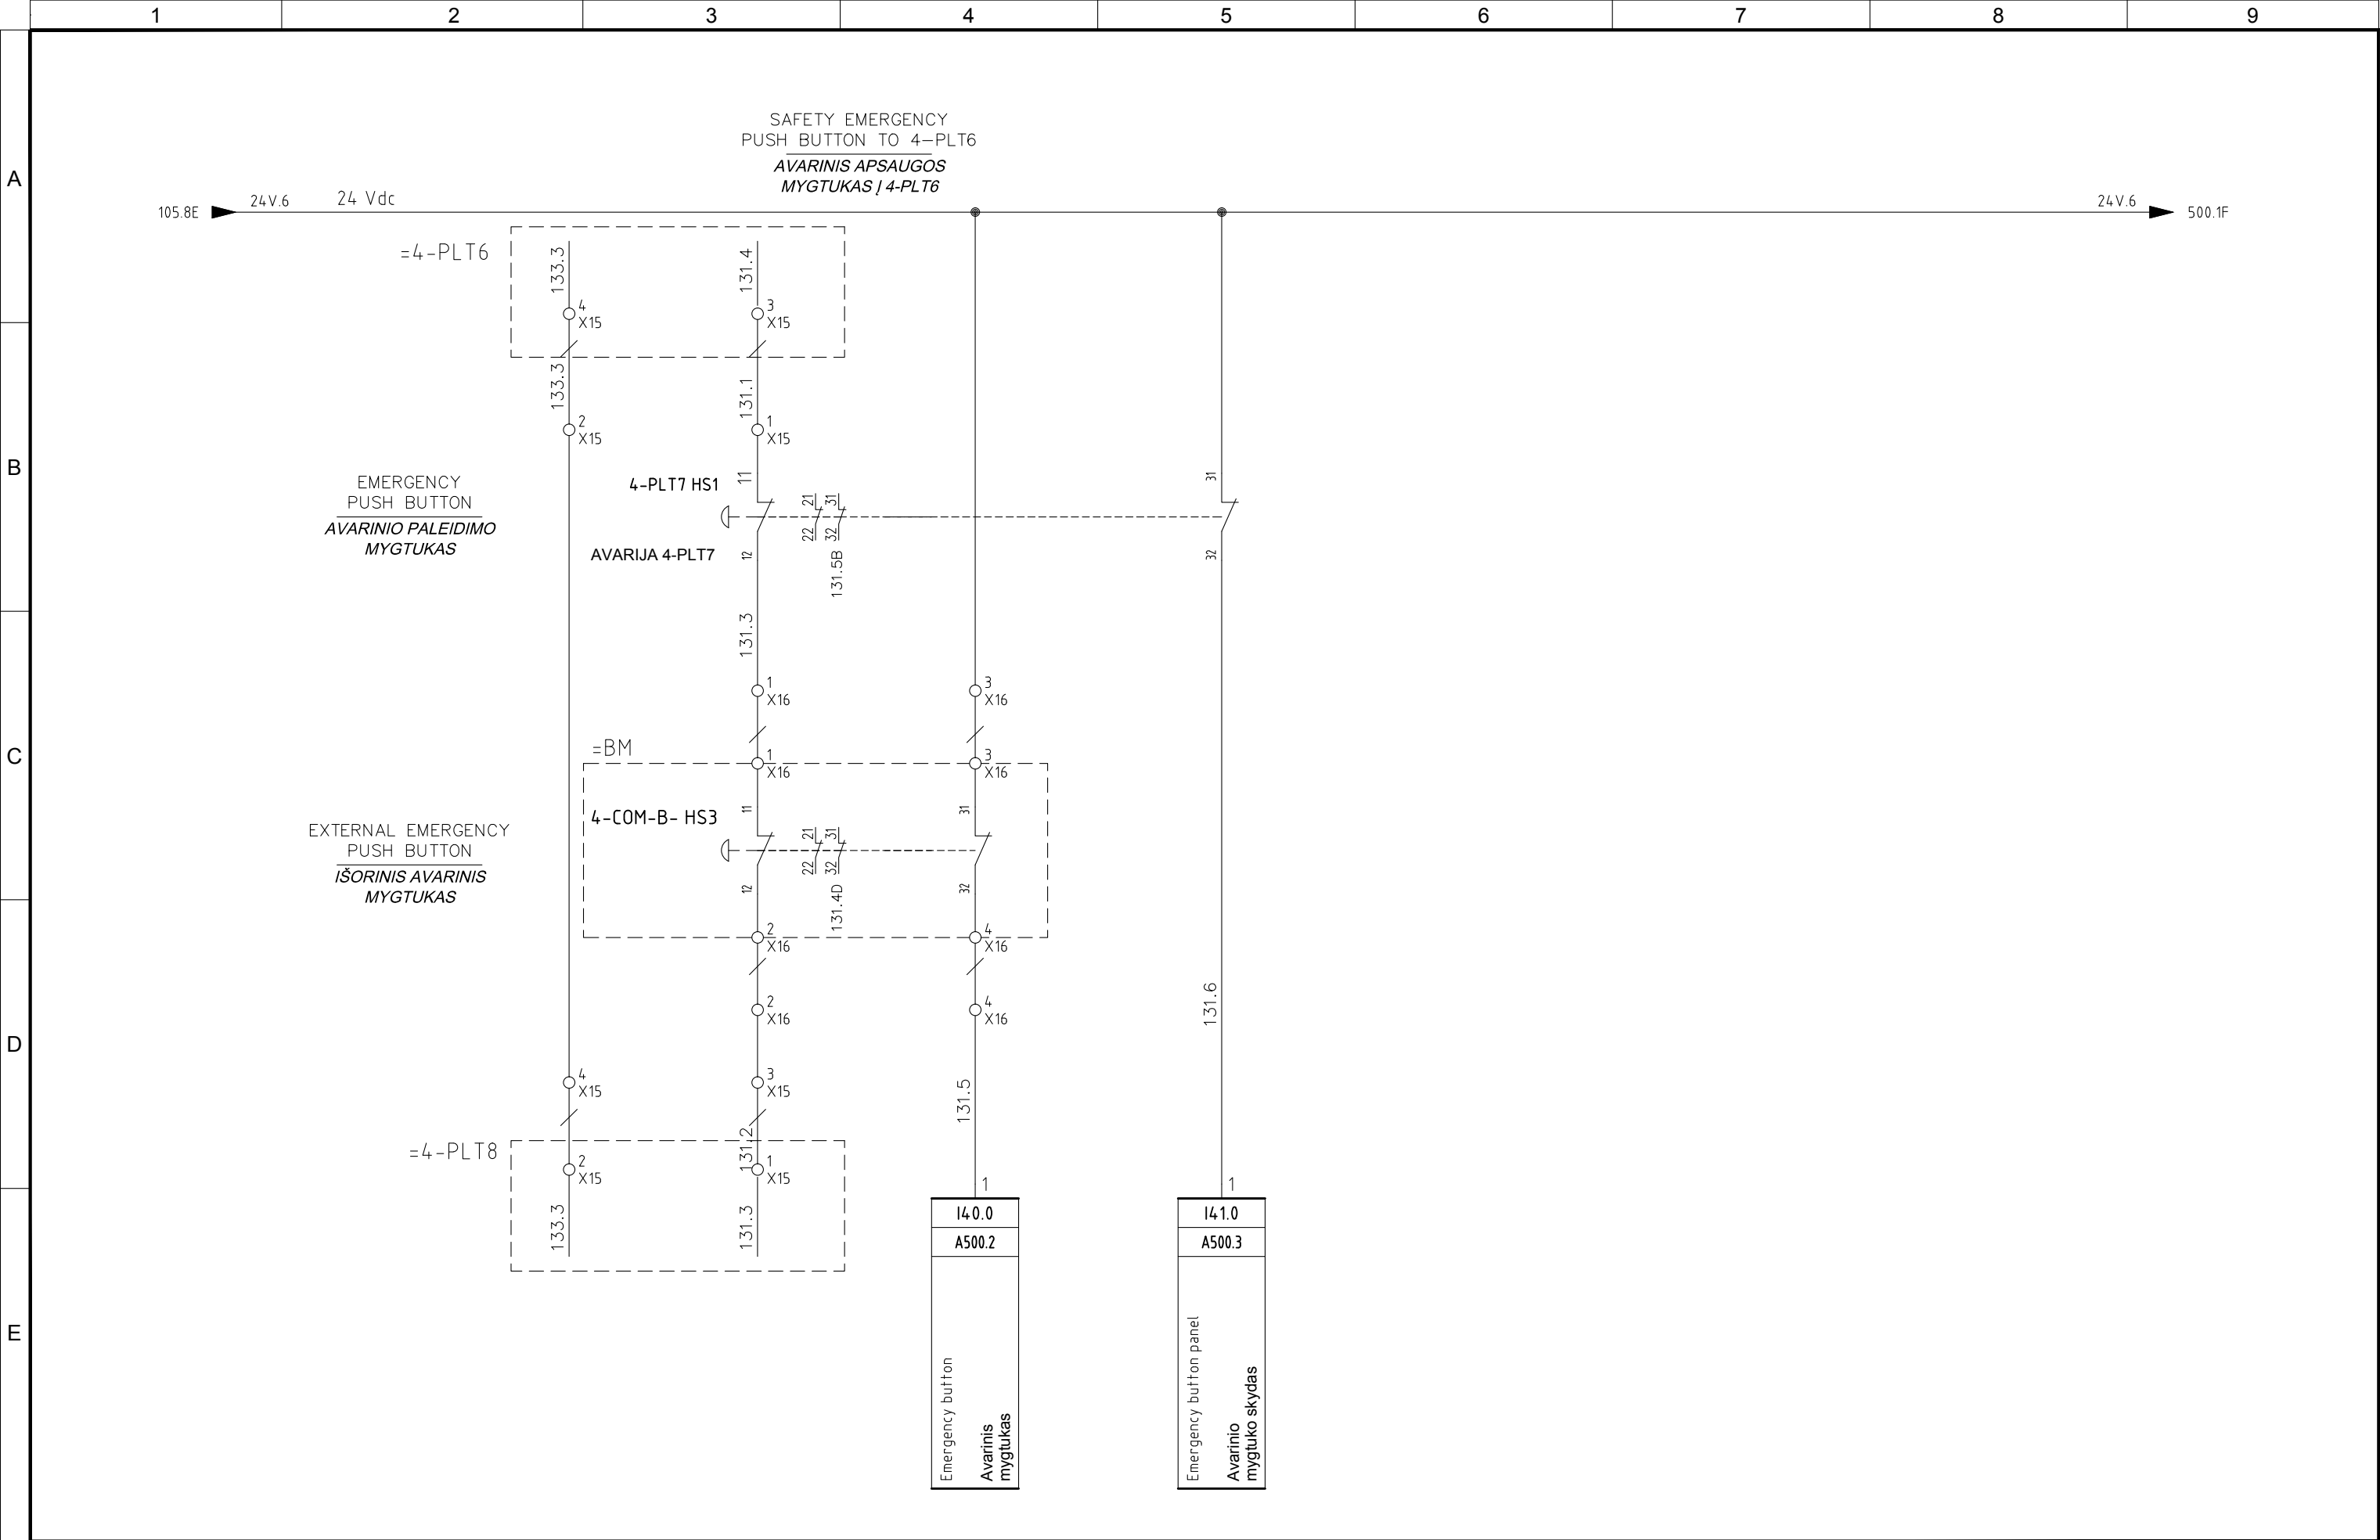 1 2 3 4 5 6 7 8 9
A
B
C
D
E
SAFETY EMERGENCY
PUSH BUTTON TO 4-PLT6
AVARINIS APSAUGOS
MYGTUKAS Į 4-PLT6
105.8E
24V.6
24 Vdc
24V.6
500.1F
=4-PLT6
133.3
131.4
4
X15
3
X15
133.3
131.1
2
X15
1
X15
EMERGENCY
PUSH BUTTON
AVARINIO PALEIDIMO
MYGTUKAS
4-PLT7 HS1
AVARIJA 4-PLT7
11
12
21
22
31
32
131.5B
31
32
131.3
1
X16
3
X16
=BM
1
X16
3
X16
EXTERNAL EMERGENCY
PUSH BUTTON
IŠORINIS AVARINIS
MYGTUKAS
4-COM-B- HS3
11
12
21
22
31
32
131.4D
31
32
2
X16
4
X16
2
X16
4
X16
131.6
4
X15
3
X15
131.5
=4-PLT8
131.2
2
X15
1
X15
133.3
131.3
1
I40.0
A500.2
Emergency button
Avarinis
mygtukas
1
I41.0
A500.3
Emergency button panel
Avarinio
mygtuko skydas